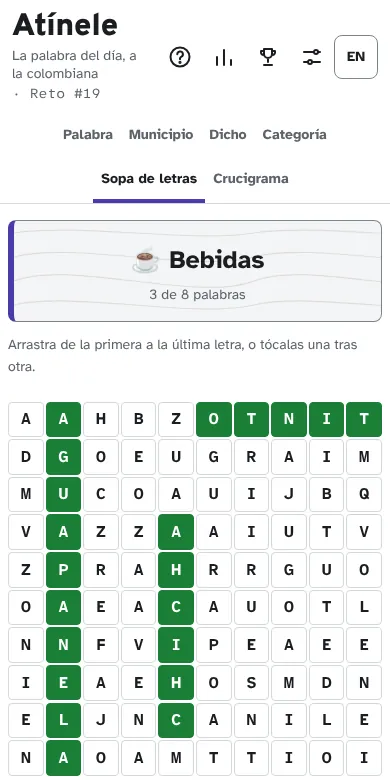 Atínele
La palabra del día, a
la colombiana
· Reto #19
EN
Palabra Municipio Dicho Categoría
Sopa de letras Crucigrama
☕ Bebidas
3 de 8 palabras
Arrastra de la primera a la última letra, o tócalas una tras
otra.
A A H B Z O T N I T
D G O E U G R A I M
M U C O A U I J B Q
V A Z Z A A I U T V
Z P R A H R R G U O
O A E A C A U O T L
N N F V I P E A E E
I E A E H O S M D N
E L J N C A N I L E
N A O A M T T I O I